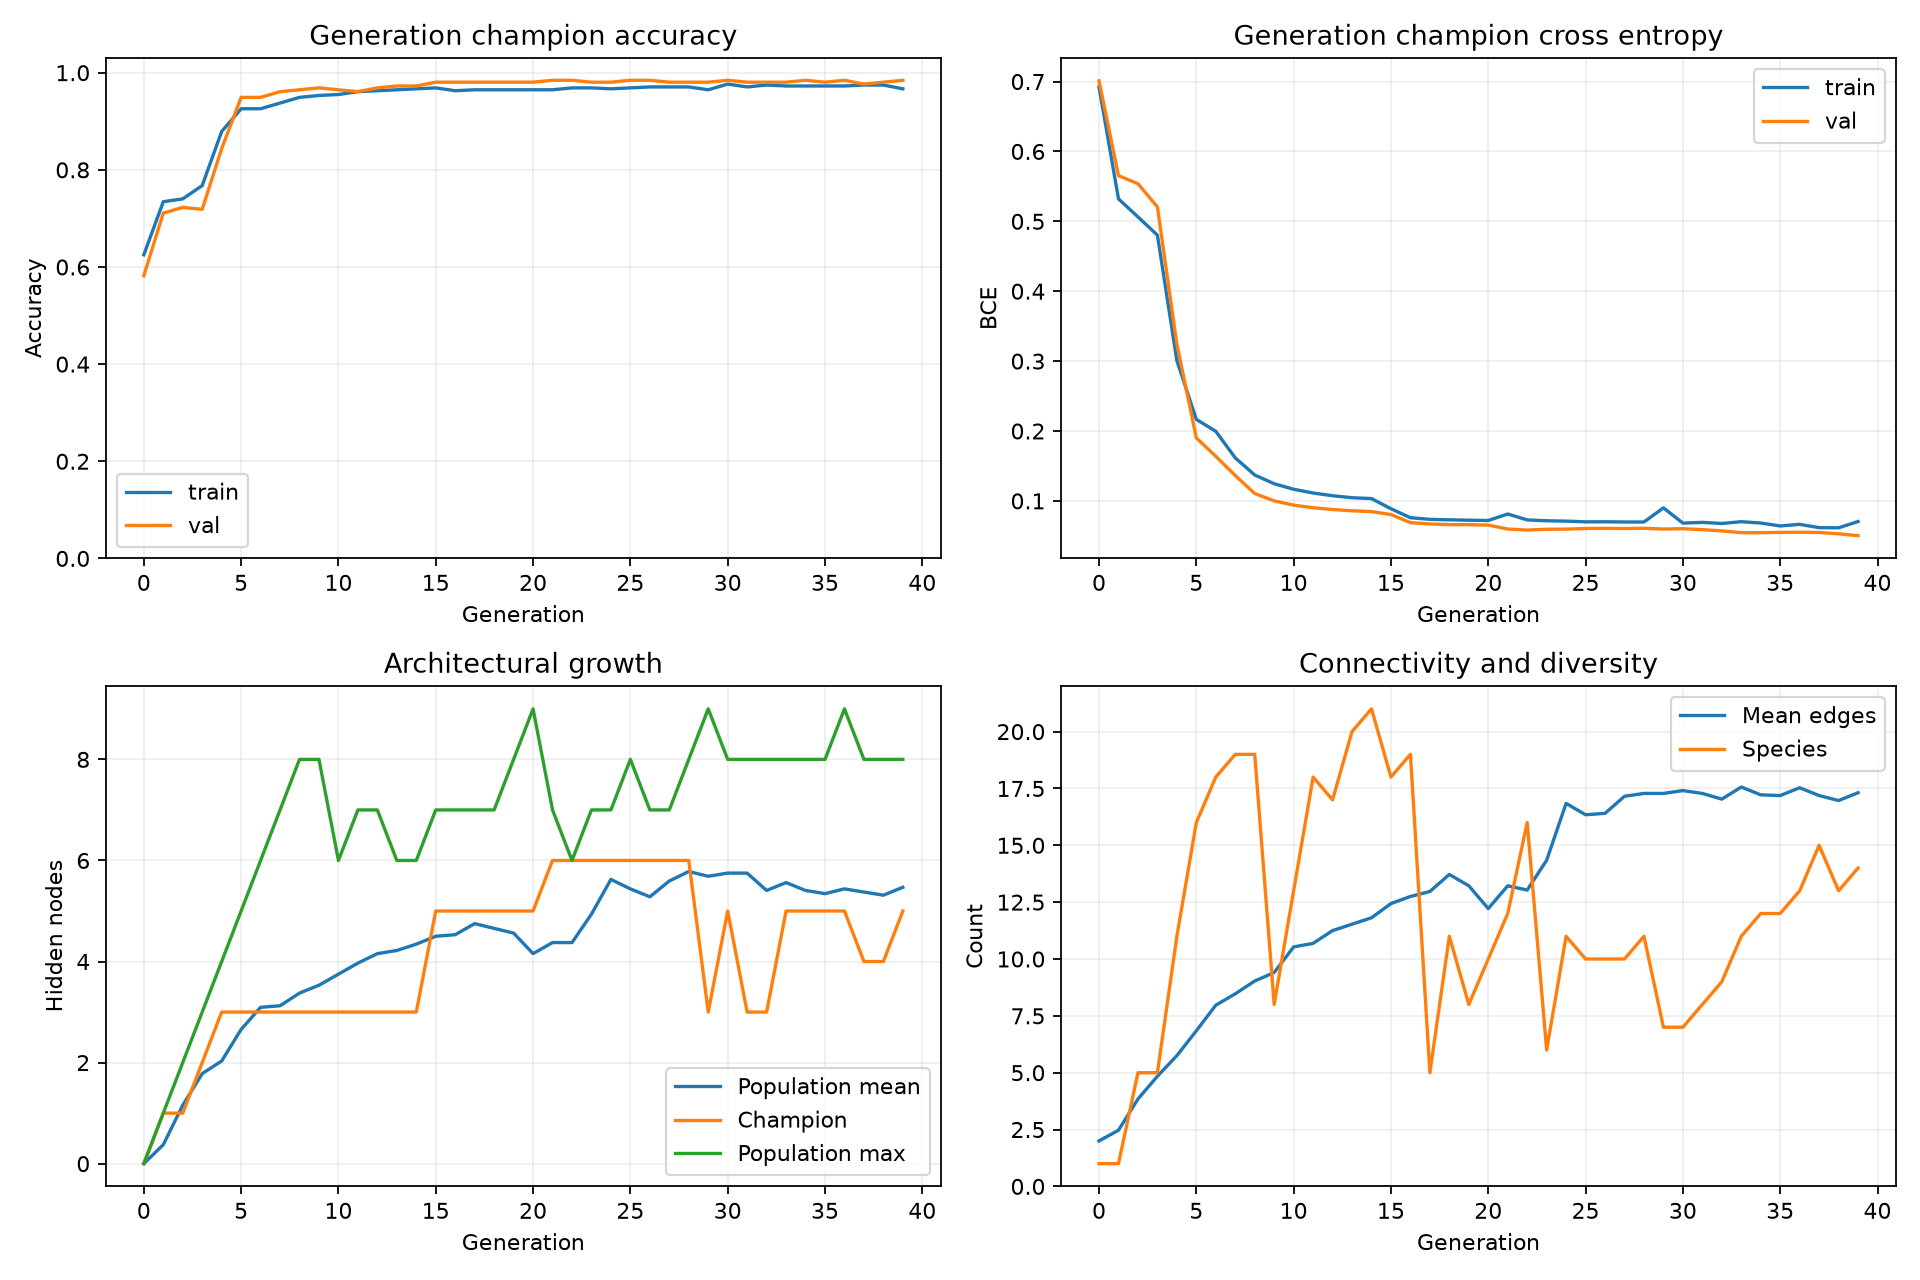 Generation champion accuracy
1.0
0.8
0.6
0.4
0.2
0.0
Accuracy
train
val
0 5 10 15 20 25 30 35 40
Generation
Generation champion cross entropy
0.7
0.6
0.5
0.4
0.3
0.2
0.1
BCE
train
val
0 5 10 15 20 25 30 35 40
Generation
Architectural growth
8
6
4
2
0
Hidden nodes
Population mean
Champion
Population max
0 5 10 15 20 25 30 35 40
Generation
Connectivity and diversity
20.0
17.5
15.0
12.5
10.0
7.5
5.0
2.5
0.0
Count
Mean edges
Species
0 5 10 15 20 25 30 35 40
Generation